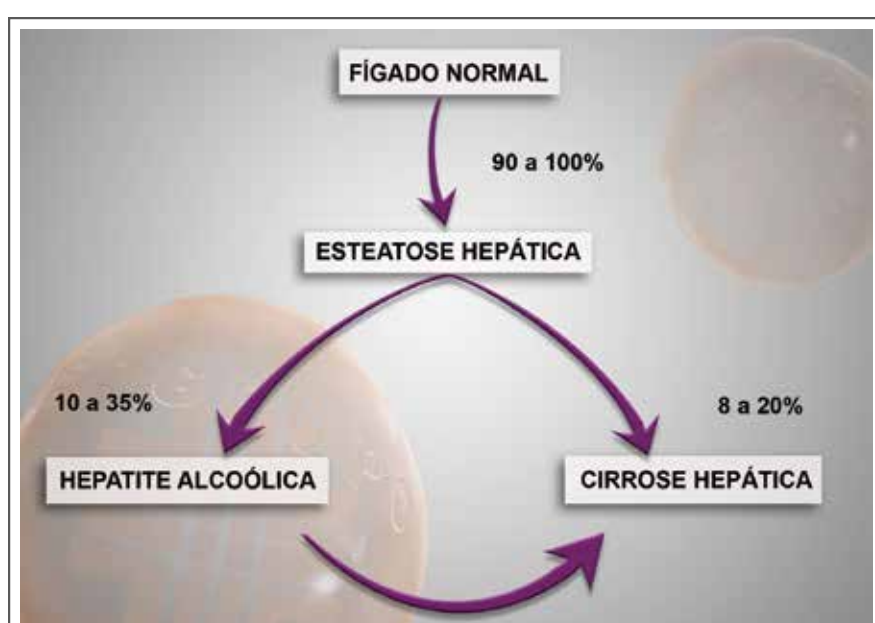 FÍGADO NORMAL
90 a 100%
ESTEATOSE HEPÁTICA
10 a 35%
8 a 20%
HEPATITE ALCOÓLICA
CIRROSE HEPÁTICA